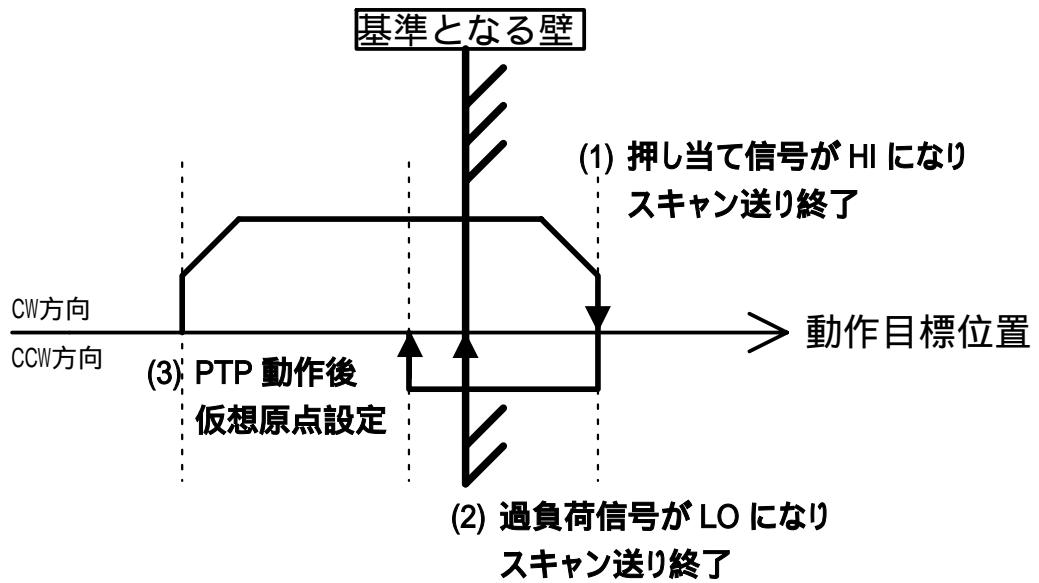 基準となる壁
(1) 押し当て信号が HI になり
スキャン送り終了
CW方向
CCW方向
動作目標位置
(3) PTP 動作後
仮想原点設定
(2) 過負荷信号が LO になり
スキャン送り終了